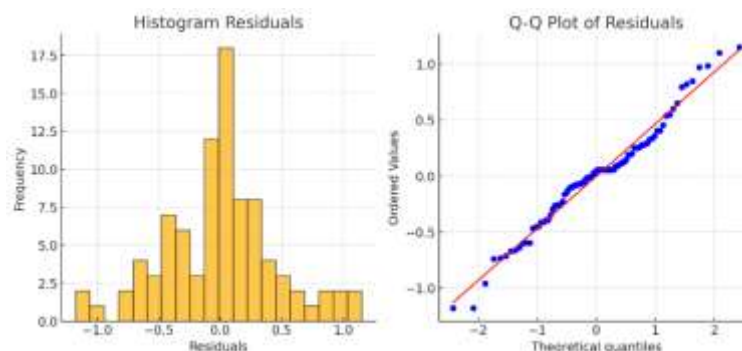 Histogram Residuals
17.5
15.0
12.5
10.0
7.5
5.0
2.5
0.0
Frequency
−1.0 −0.5 0.0 0.5 1.0
Residuals
Q-Q Plot of Residuals
1.0
0.5
0.0
−0.5
−1.0
Ordered Values
−2 −1 0 1 2
Theoretical quantiles